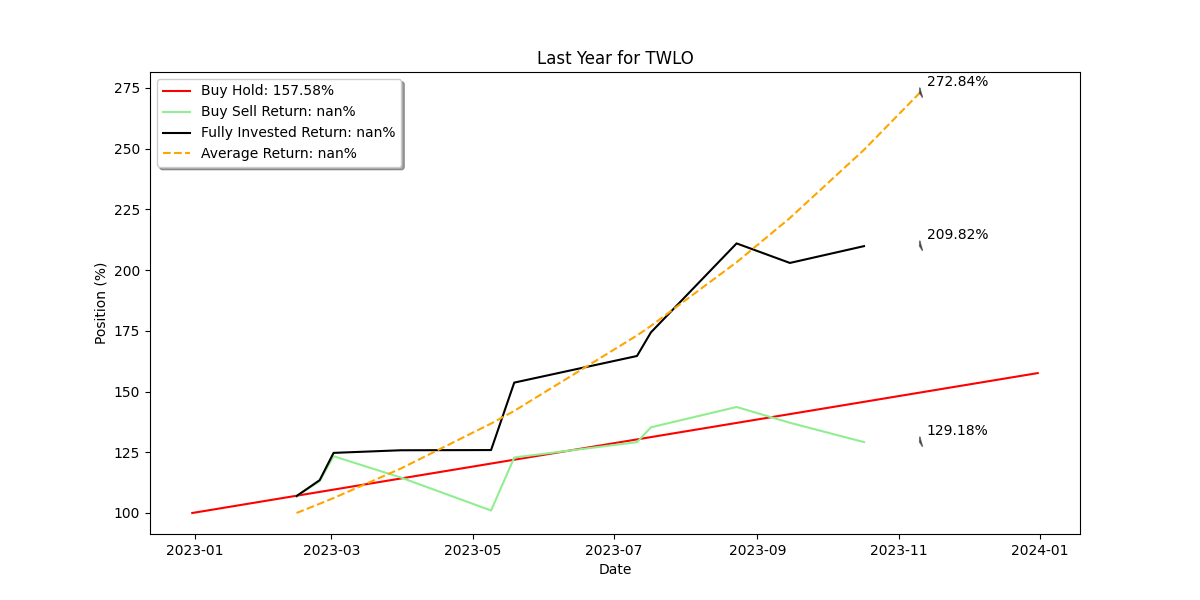 Last Year for TWLO
Buy Hold: 157.58%
Buy Sell Return: nan%
Fully Invested Return: nan%
Average Return: nan%
272.84%
209.82%
129.18%
Position (%)
275
250
225
200
175
150
125
100
2023-01
2023-03
2023-05
2023-07
2023-09
2023-11
2024-01
Date